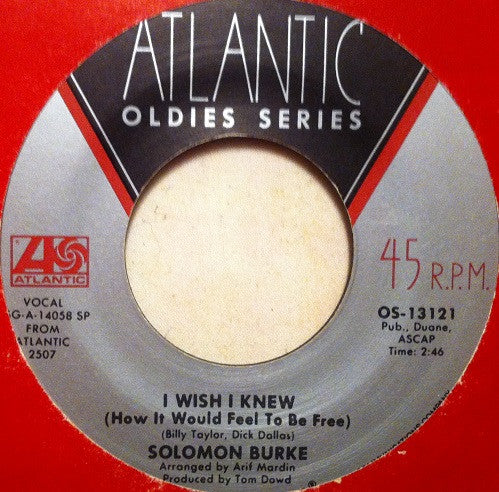 ATLANTIC
OLDIES SERIES
ATLANTIC
45 R.P.M.
VOCAL
G-A-14058 SP
FROM
ATLANTIC
2507
OS-13121
Pub., Duane,
ASCAP
Time: 2:46
I WISH I KNEW
(How It Would Feel To Be Free)
(Billy Taylor, Dick Dallas)
SOLOMON BURKE
Arranged by Arif Mardin
Produced by Tom Dowd
®